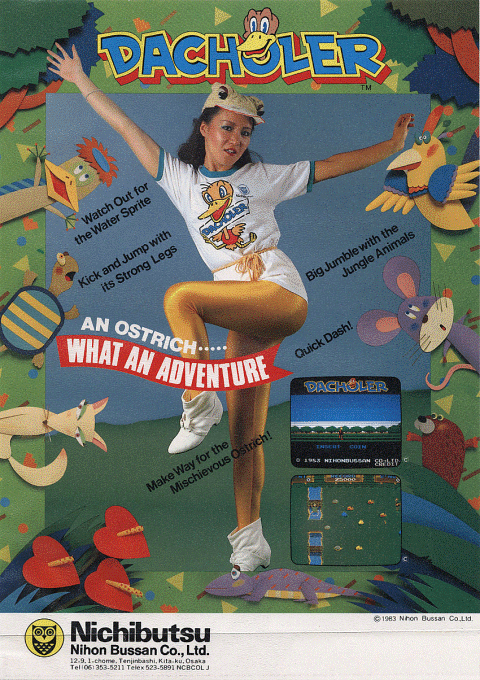 DACHOLER
TM
Watch Out for
the Water Sprite
Kick and Jump with
its Strong Legs
Big Jumble with the
Jungle Animals
Quick Dash!
AN OSTRICH.....
WHAT AN ADVENTURE
Make Way for the
Mischievous Ostrich!
DACHOLER
DACHOLER
INSERT COIN
© 1983 NIHONBUSSAN CO.,LTD.
CREDIT
25000
©1983 Nihon Bussan Co.,Ltd.
Nichibutsu
Nihon Bussan Co., Ltd.
12-9, 1-chome, Tenjinbashi, Kita-ku, Osaka
Tel(06)353-5211 Telex 523-5891 NCBCOL J